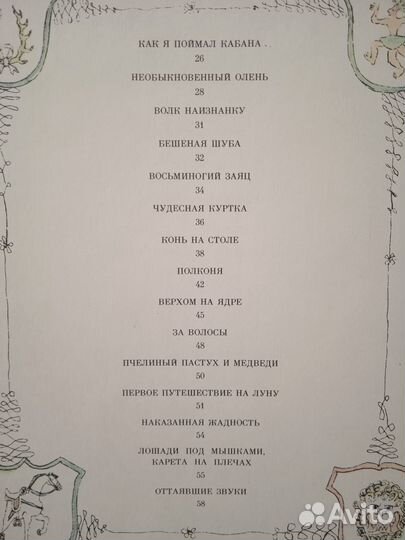 КАК Я ПОЙМАЛ КАБАНА .
26
НЕОБЫКНОВЕННЫЙ ОЛЕНЬ
28
ВОЛК НАИЗНАНКУ
31
БЕШЕНАЯ ШУБА
32
ВОСЬМИНОГИЙ ЗАЯЦ
34
ЧУДЕСНАЯ КУРТКА
36
КОНЬ НА СТОЛЕ
38
ПОЛКОНЯ
42
ВЕРХОМ НА ЯДРЕ
45
ЗА ВОЛОСЫ
48
ПЧЕЛИНЫЙ ПАСТУХ И МЕДВЕДИ
50
ПЕРВОЕ ПУТЕШЕСТВИЕ НА ЛУНУ
51
НАКАЗАННАЯ ЖАДНОСТЬ
54
ЛОШАДИ ПОД МЫШКАМИ,
КАРЕТА НА ПЛЕЧАХ
55
ОТТАЯВШИЕ ЗВУКИ
58
Avito